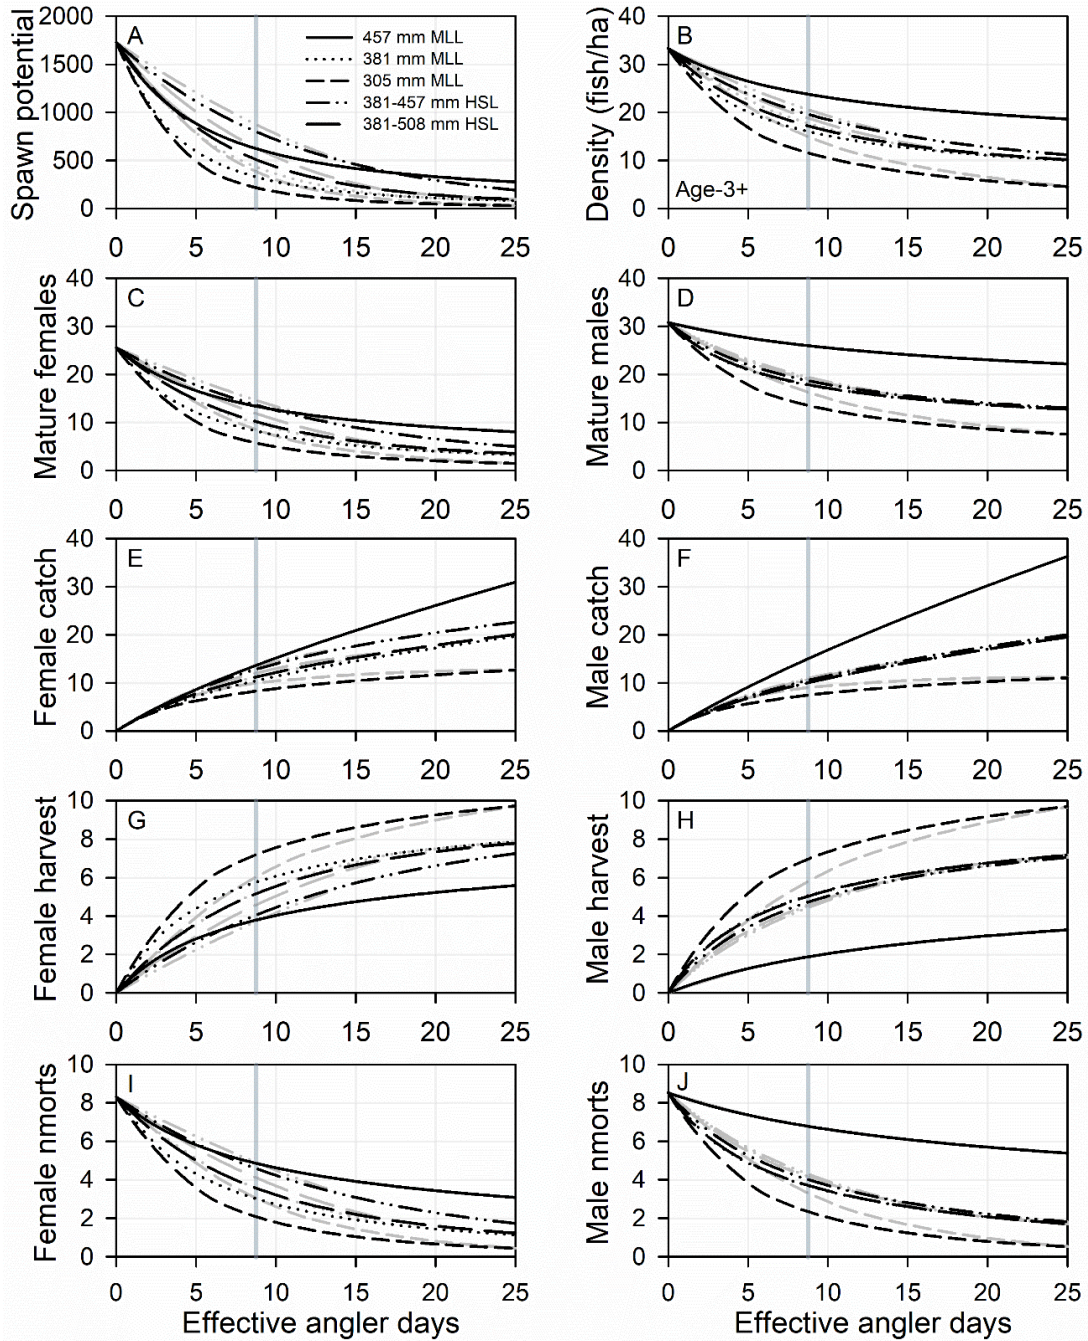 Spawn potential
2000
1500
1000
500
0
A
457 mm MLL
381 mm MLL
305 mm MLL
381-457 mm HSL
381-508 mm HSL
0 5 10 15 20 25
Density (fish/ha)
40
30
20
10
0
B
Age-3+
0 5 10 15 20 25
Mature females
40
30
20
10
0
C
0 5 10 15 20 25
Mature males
40
30
20
10
0
D
0 5 10 15 20 25
Female catch
40
30
20
10
0
E
0 5 10 15 20 25
Male catch
40
30
20
10
0
F
0 5 10 15 20 25
Female harvest
10
8
6
4
2
0
G
0 5 10 15 20 25
Male harvest
10
8
6
4
2
0
H
0 5 10 15 20 25
Female nmorts
10
8
6
4
2
0
I
0 5 10 15 20 25
Effective angler days
Male nmorts
10
8
6
4
2
0
J
0 5 10 15 20 25
Effective angler days